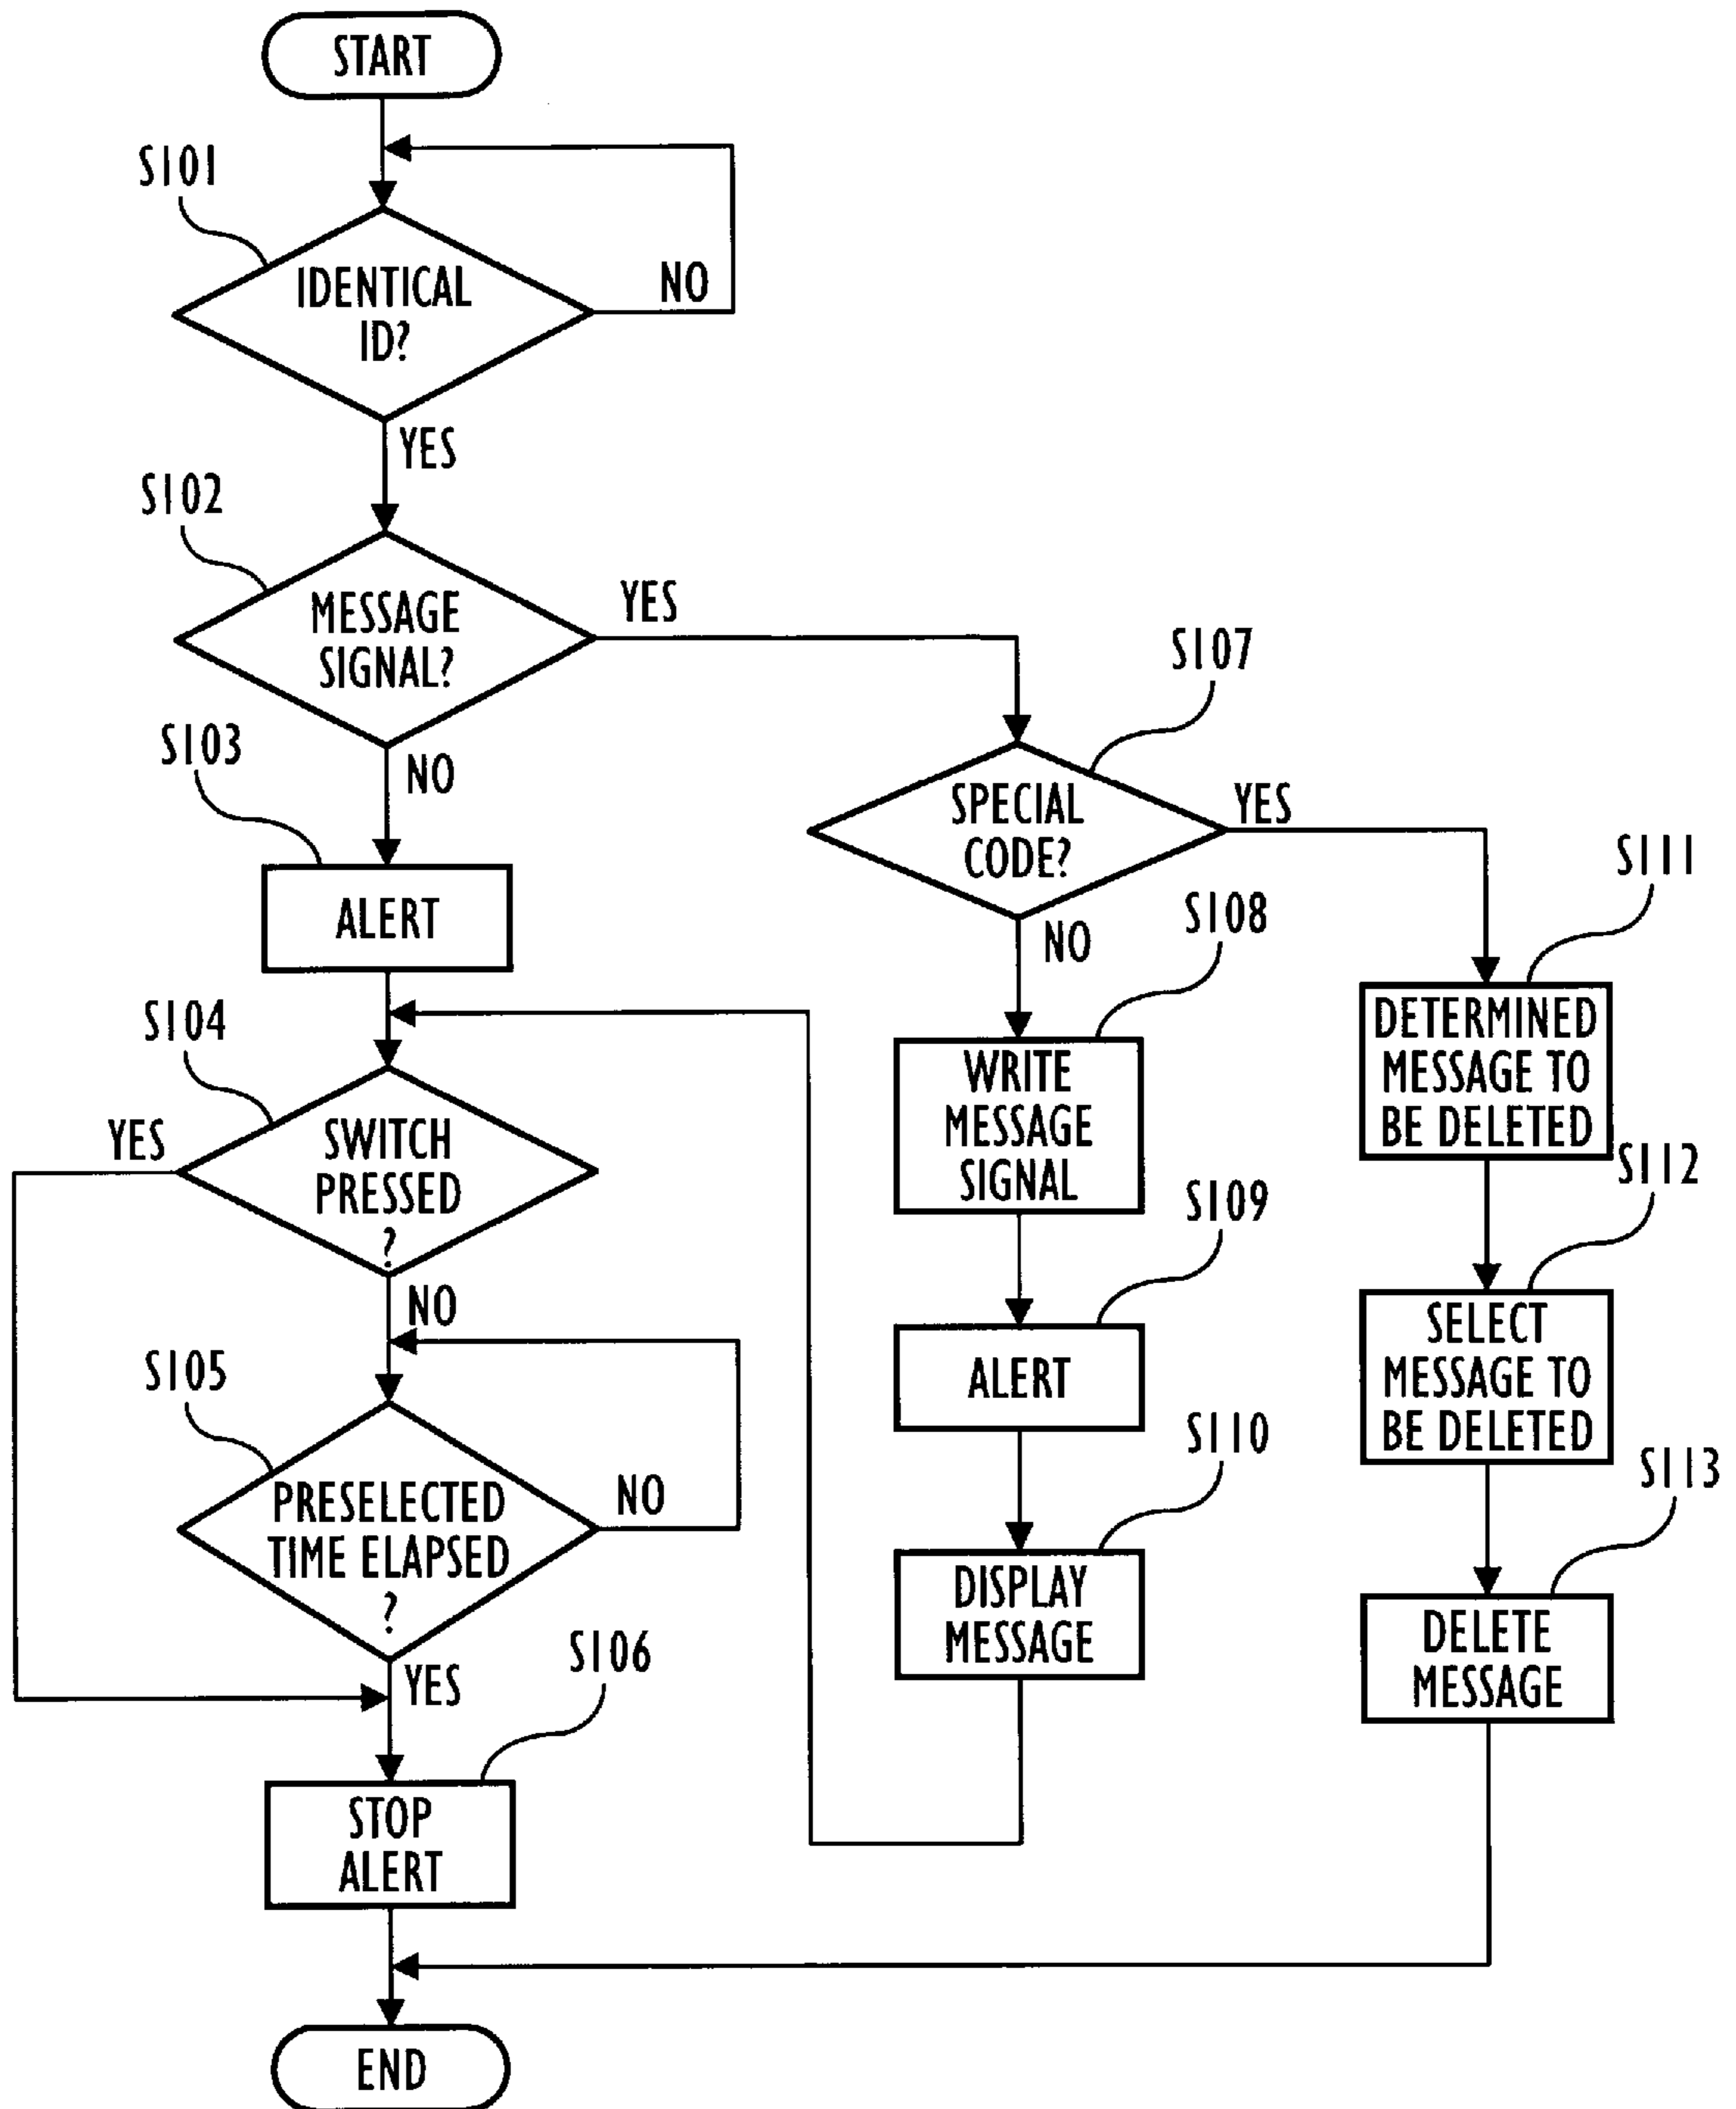 START
S101
IDENTICAL
ID?
NO
YES
S102
MESSAGE
SIGNAL?
YES
NO
S103
ALERT
S104
SWITCH
PRESSED
?
YES
NO
S105
PRESELECTED
TIME ELAPSED
?
NO
YES
S106
STOP
ALERT
END
S107
SPECIAL
CODE?
YES
NO
S108
WRITE
MESSAGE
SIGNAL
S109
ALERT
S110
DISPLAY
MESSAGE
S111
DETERMINED
MESSAGE TO
BE DELETED
S112
SELECT
MESSAGE TO
BE DELETED
S113
DELETE
MESSAGE